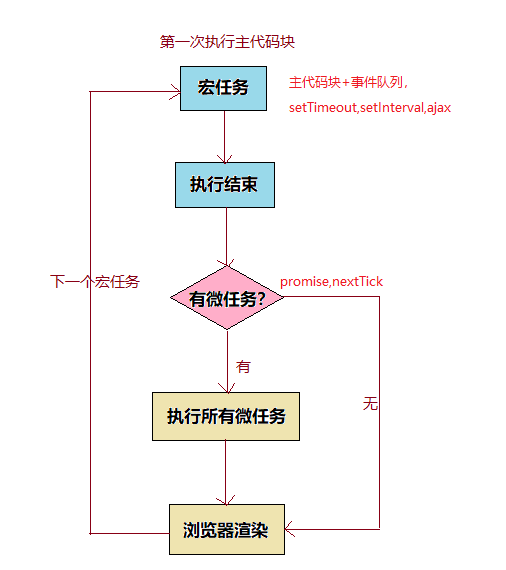 第一次执行主代码块
宏任务
主代码块+事件队列，
setTimeout,setInterval,ajax
执行结束
下一个宏任务
有微任务？
promise,nextTick
有
无
执行所有微任务
浏览器渲染